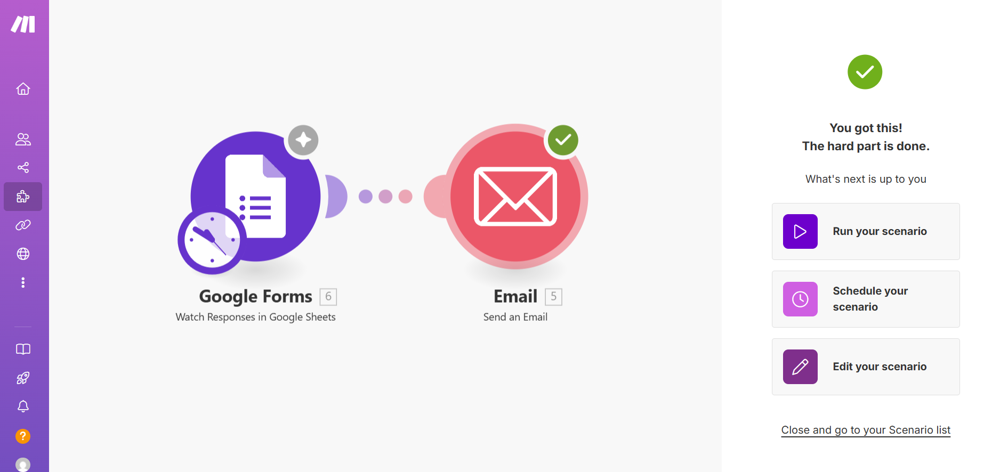 Google Forms 6
Watch Responses in Google Sheets
Email 5
Send an Email
You got this!
The hard part is done.
What's next is up to you
Run your scenario
Schedule your
scenario
Edit your scenario
Close and go to your Scenario list
?